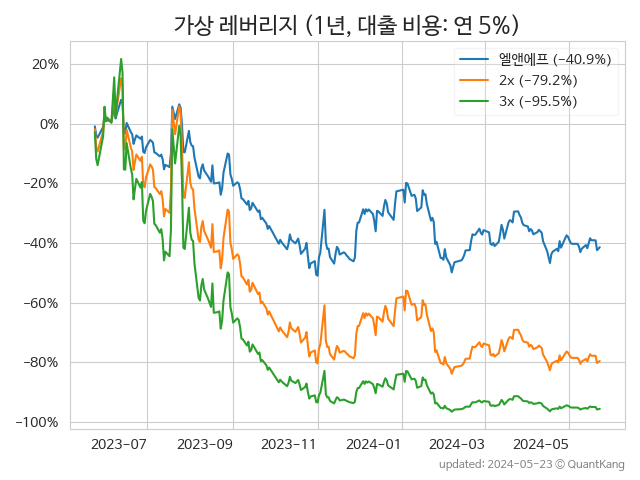 가상 레버리지 (1년, 대출 비용: 연 5%)
엘앤에프 (−40.9%)
2x (−79.2%)
3x (−95.5%)
20%
0%
−20%
−40%
−60%
−80%
−100%
2023-07 2023-09 2023-11 2024-01 2024-03 2024-05
updated: 2024-05-23 © QuantKang